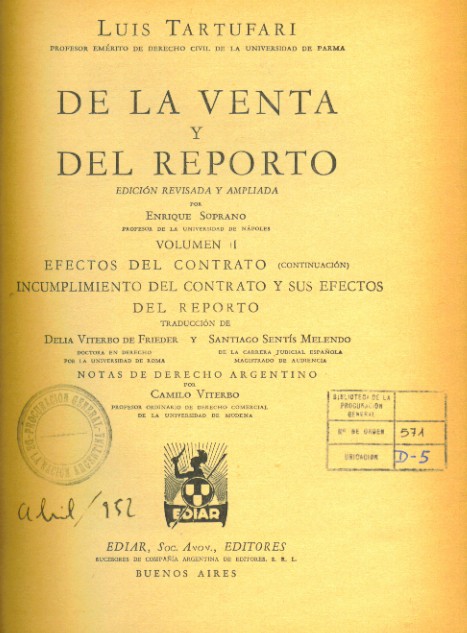 LUIS TARTUFARI
PROFESOR EMÉRITO DE DERECHO CIVIL DE LA UNIVERSIDAD DE PARMA
DE LA VENTA
Y
DEL REPORTO
EDICIÓN REVISADA Y AMPLIADA
POR
ENRIQUE SOPRANO
PROFESOR DE LA UNIVERSIDAD DE NÁPOLES
VOLUMEN II
EFECTOS DEL CONTRATO (CONTINUACIÓN)
INCUMPLIMIENTO DEL CONTRATO Y SUS EFECTOS
DEL REPORTO
TRADUCCIÓN DE
DELIA VITERBO DE FRIEDER Y SANTIAGO SENTÍS MELENDO
DOCTORA EN DERECHO DE LA CARRERA JUDICIAL ESPAÑOLA
POR LA UNIVERSIDAD DE ROMA MAGISTRADO DE AUDIENCIA
NOTAS DE DERECHO ARGENTINO
POR
CAMILO VITERBO
PROFESOR ORDINARIO DE DERECHO COMERCIAL
DE LA UNIVERSIDAD DE MODENA
BIBLIOTECA DE LA
PROCURACIÓN
GENERAL
Nº DE ORDEN 571
UBICACION D-5
PROCURACION GENERAL
Abril/952
EDIAR
EDIAR, SOC. ANON., EDITORES
SUCESORES DE COMPAÑÍA ARGENTINA DE EDITORES. S. R. L.
BUENOS AIRES